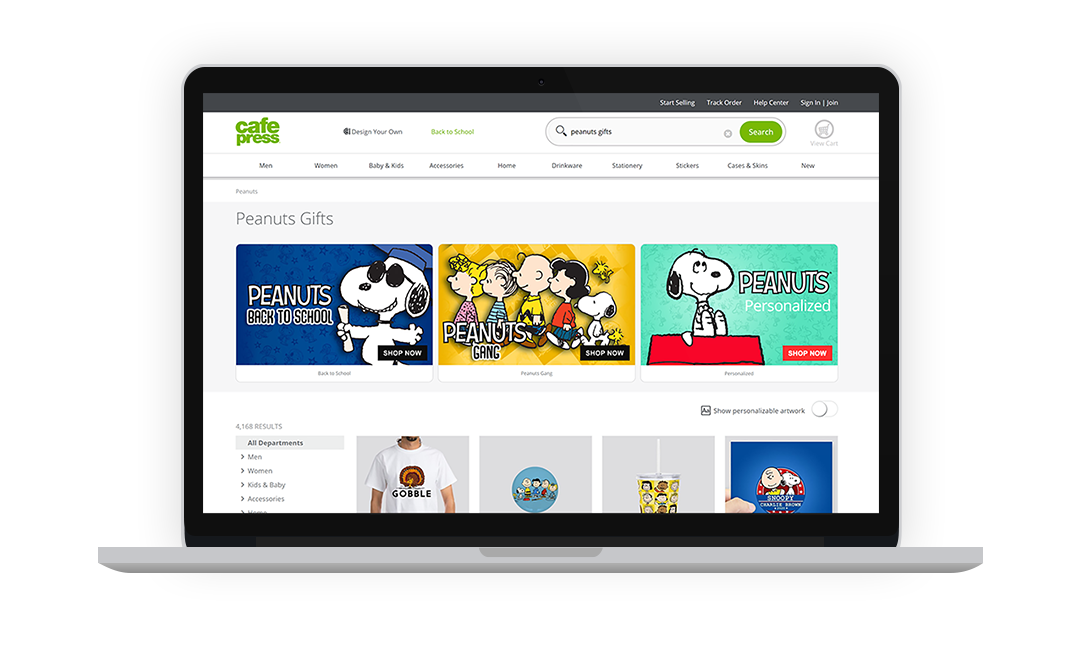 Start Selling Track Order Help Center Sign In | Join
cafe
press
Design Your Own Back to School
peanuts gifts
Search
View Cart
Men Women Baby & Kids Accessories Home Drinkware Stationery Stickers Cases & Skins New
Peanuts
Peanuts Gifts
PEANUTS
BACK TO SCHOOL
SHOP NOW
Back to School
PEANUTS
GANG
SHOP NOW
Peanuts Gang
PEANUTS
Personalized
SHOP NOW
Personalized
Aa Show personalizable artwork
4,168 RESULTS
All Departments
Men
Women
Kids & Baby
Accessories
Home
GOBBLE
SNOOPY
CHARLIE BROWN